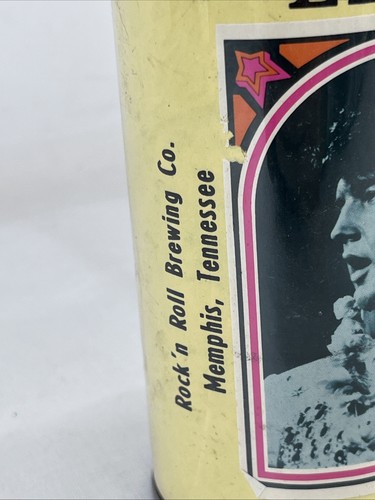 Rock'n Roll Brewing Co.
Memphis, Tennessee